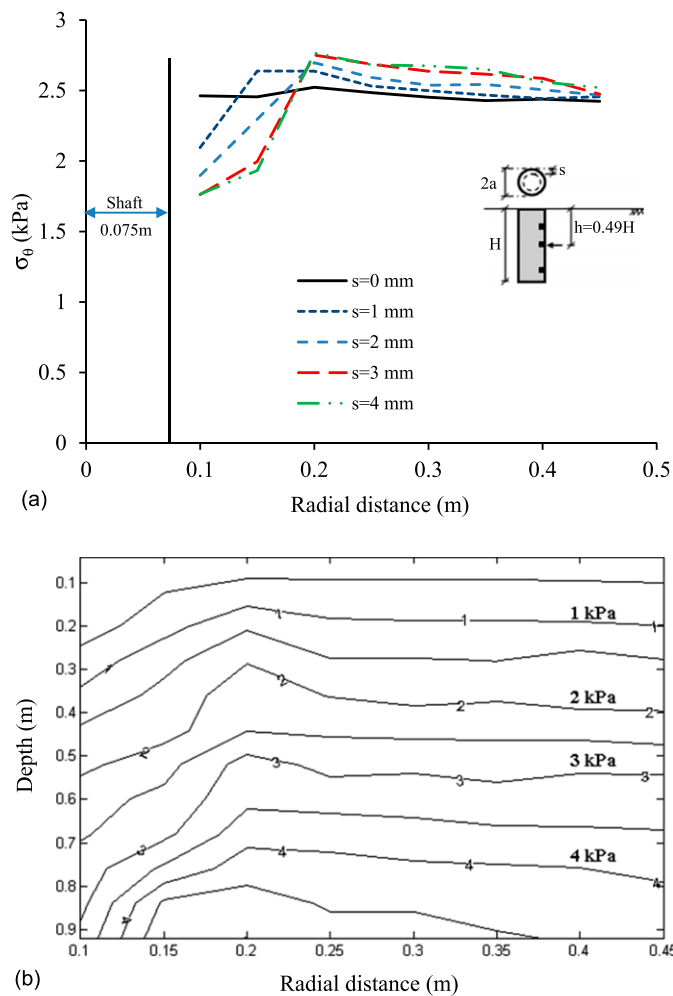 3
2.5
2
1.5
1
0.5
0
σθ (kPa)
Shaft
0.075m
2a
s
H
h=0.49H
s=0 mm
s=1 mm
s=2 mm
s=3 mm
s=4 mm
0 0.1 0.2 0.3 0.4 0.5
(a)
Radial distance (m)
0.1
0.2
0.3
0.4
0.5
0.6
0.7
0.8
0.9
Depth (m)
1 1 1 1 kPa 1
2 2 2 2 kPa 2
3 3 3 3 kPa 3
4 4 4 4 kPa 4
0.1 0.15 0.2 0.25 0.3 0.35 0.4 0.45
(b)
Radial distance (m)